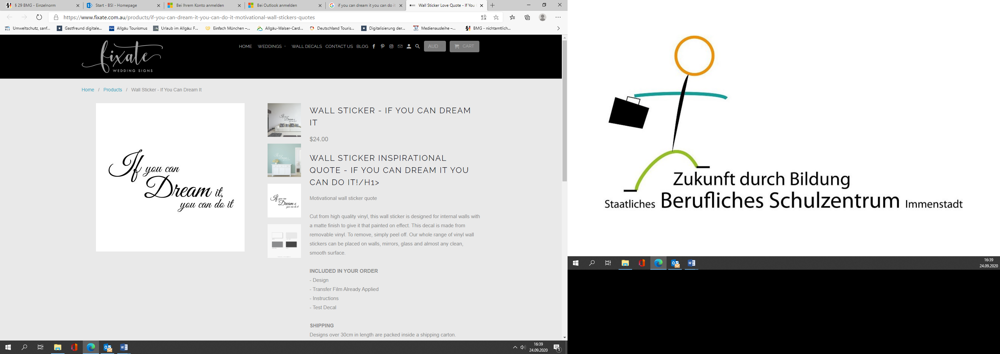 § 29 BMG - Einzelnorm
Start - BSI - Homepage
Bei Ihrem Konto anmelden
Bei Outlook anmelden
if you can dream it you can do it
Wall Sticker Love Quote - If You
https://www.fixate.com.au/products/if-you-can-dream-it-you-can-do-it-motivational-wall-stickers-quotes
Umweltschutz, sanf...
Gastfreund digitale...
Allgäu Tourismus
Urlaub im Allgäu: F...
Einfach München –...
Allgäu-Walser-Card...
Deutschland Touris...
Digitalisierung der...
Medienausleihe –...
BMG - nichtamtlich...
fixate
WEDDING SIGNS
HOME WEDDINGS WALL DECALS CONTACT US BLOG AUD CART
Home / Products / Wall Sticker - If You Can Dream It
If you can
Dream it,
you can do it
WALL STICKER - IF YOU CAN DREAM
IT
$24.00
WALL STICKER INSPIRATIONAL
QUOTE - IF YOU CAN DREAM IT YOU
CAN DO IT!/H1>
Motivational wall sticker quote
Cut from high quality vinyl, this wall sticker is designed for internal walls with
a matte finish to give it that painted on effect. This decal is made from
removable vinyl. To remove, simply peel off. Our whole range of vinyl wall
stickers can be placed on walls, mirrors, glass and almost any clean,
smooth surface.
INCLUDED IN YOUR ORDER
- Design
- Transfer Film Already Applied
- Instructions
- Test Decal
SHIPPING
Designs over 30cm in length are packed inside a shipping carton.
16:39
24.09.2020
1
Zukunft durch Bildung
Staatliches Berufliches Schulzentrum Immenstadt
16:39
24.09.2020